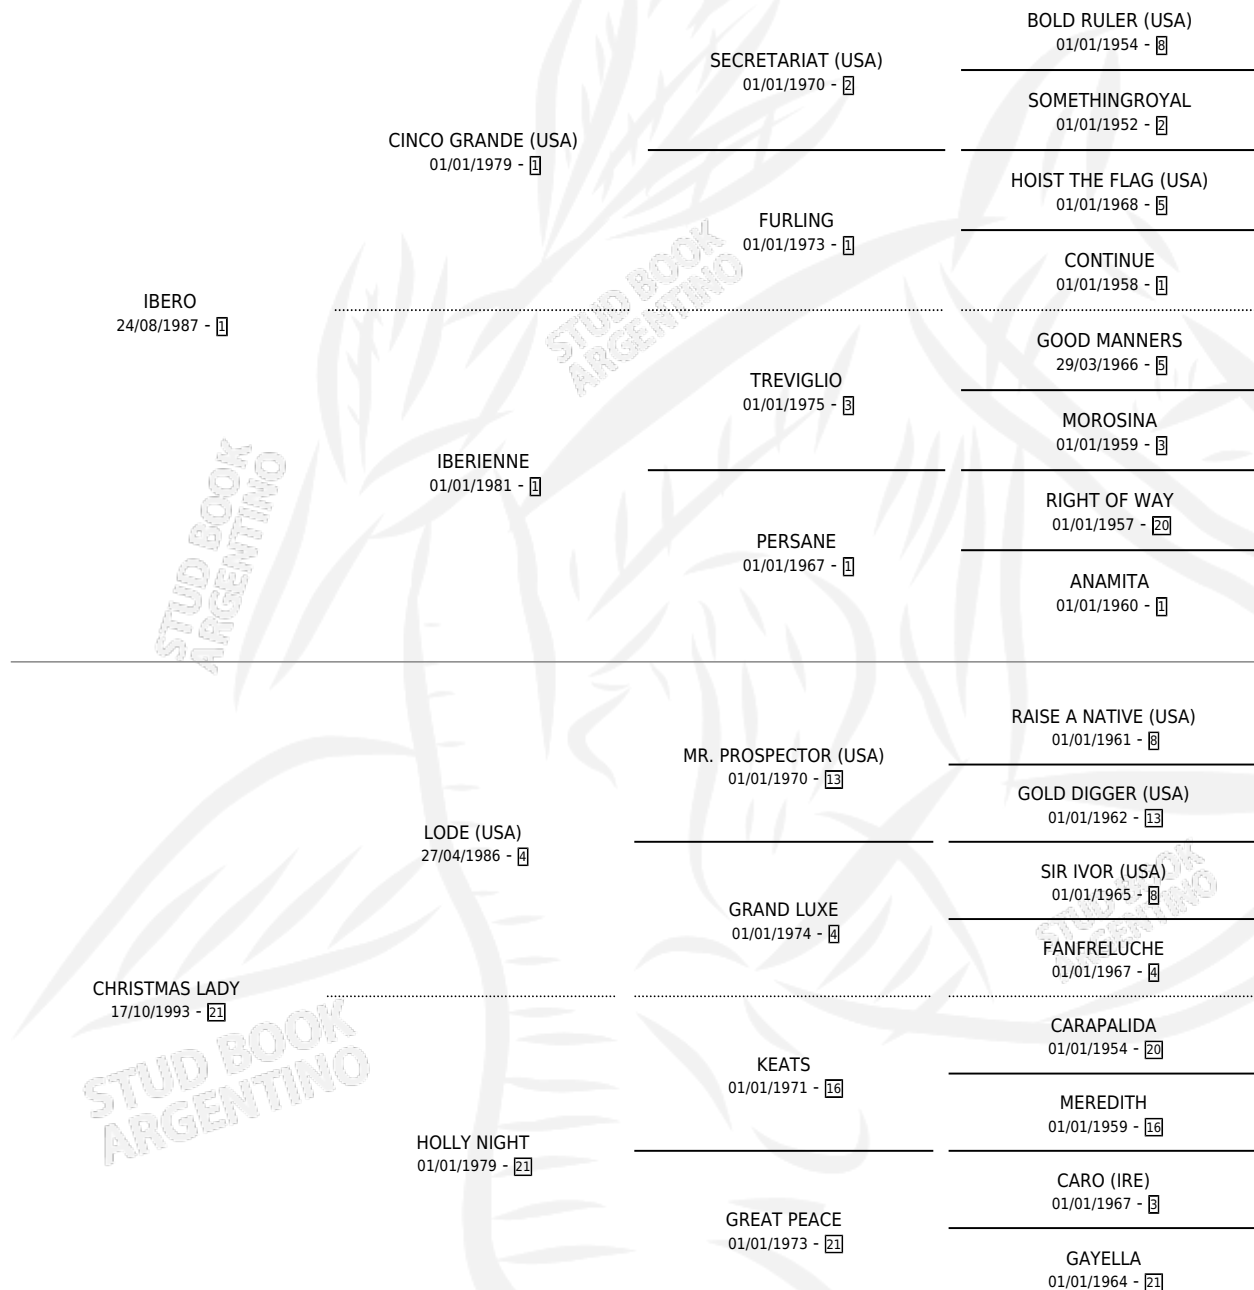 BOLD RULER (USA)
01/01/1954 - 8
SECRETARIAT (USA)
01/01/1970 - 2
SOMETHINGROYAL
01/01/1952 - 2
CINCO GRANDE (USA)
01/01/1979 - 1
HOIST THE FLAG (USA)
01/01/1968 - 5
FURLING
01/01/1973 - 1
CONTINUE
01/01/1958 - 1
IBERO
24/08/1987 - 1
GOOD MANNERS
29/03/1966 - 5
TREVIGLIO
01/01/1975 - 3
MOROSINA
01/01/1959 - 3
IBERIENNE
01/01/1981 - 1
RIGHT OF WAY
01/01/1957 - 20
PERSANE
01/01/1967 - 1
ANAMITA
01/01/1960 - 1
STUD BOOK
ARGENTINO
STUD BOOK
ARGENTINO
RAISE A NATIVE (USA)
01/01/1961 - 8
MR. PROSPECTOR (USA)
01/01/1970 - 13
GOLD DIGGER (USA)
01/01/1962 - 13
LODE (USA)
27/04/1986 - 4
SIR IVOR (USA)
01/01/1965 - 8
GRAND LUXE
01/01/1974 - 4
FANFRELUCHE
01/01/1967 - 4
CHRISTMAS LADY
17/10/1993 - 21
CARAPALIDA
01/01/1954 - 20
KEATS
01/01/1971 - 16
MEREDITH
01/01/1959 - 16
HOLLY NIGHT
01/01/1979 - 21
CARO (IRE)
01/01/1967 - 3
GREAT PEACE
01/01/1973 - 21
GAYELLA
01/01/1964 - 21
STUD BOOK
ARGENTINO
STUD BOOK
ARGENTINO